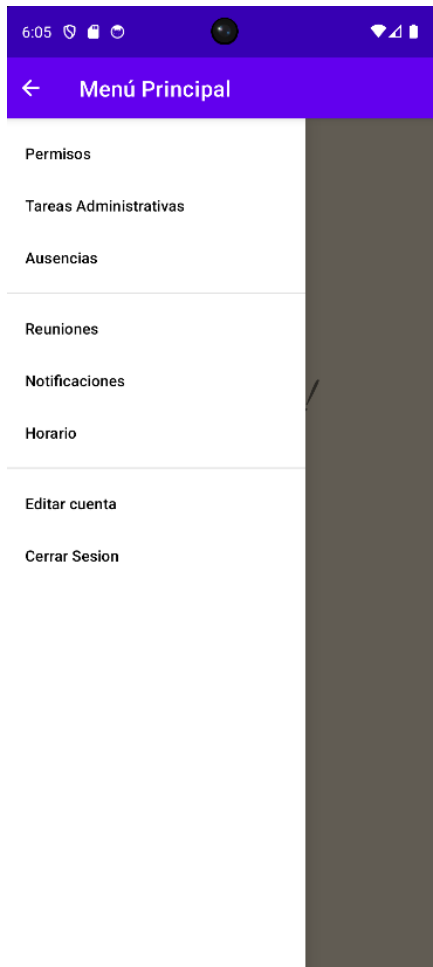 6:05
Menú Principal
Permisos
Tareas Administrativas
Ausencias
Reuniones
Notificaciones
Horario
Editar cuenta
Cerrar Sesion